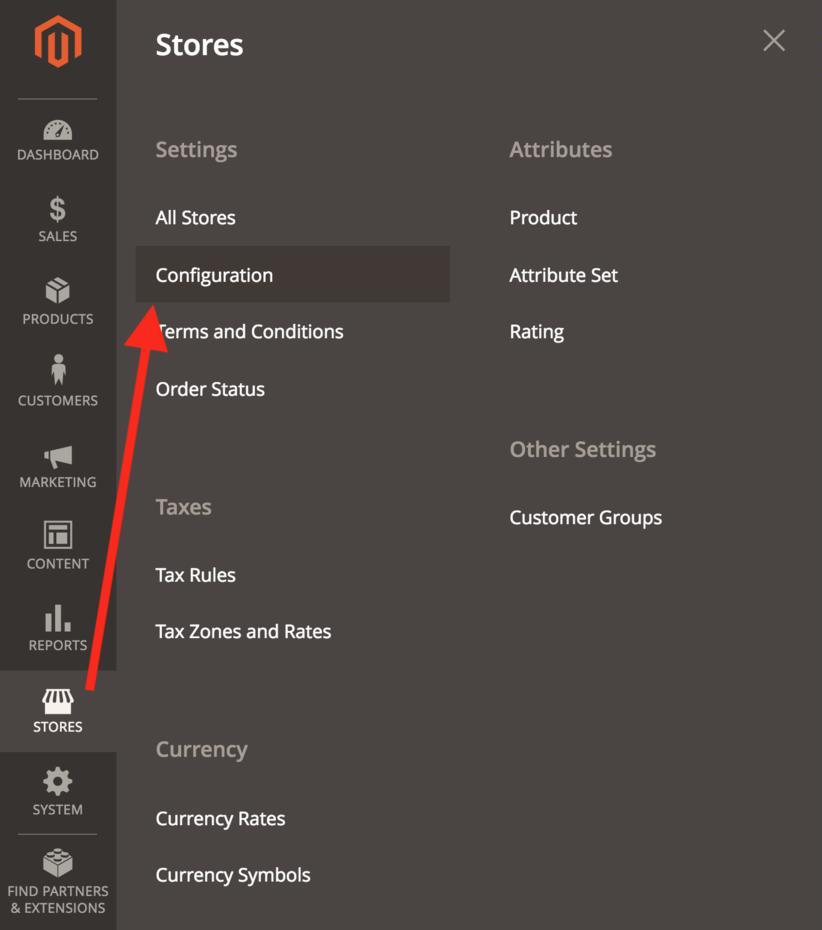 DASHBOARD
SALES
PRODUCTS
CUSTOMERS
MARKETING
CONTENT
REPORTS
STORES
SYSTEM
FIND PARTNERS
& EXTENSIONS
Stores
Settings
All Stores
Configuration
Terms and Conditions
Order Status
Taxes
Tax Rules
Tax Zones and Rates
Currency
Currency Rates
Currency Symbols
Attributes
Product
Attribute Set
Rating
Other Settings
Customer Groups